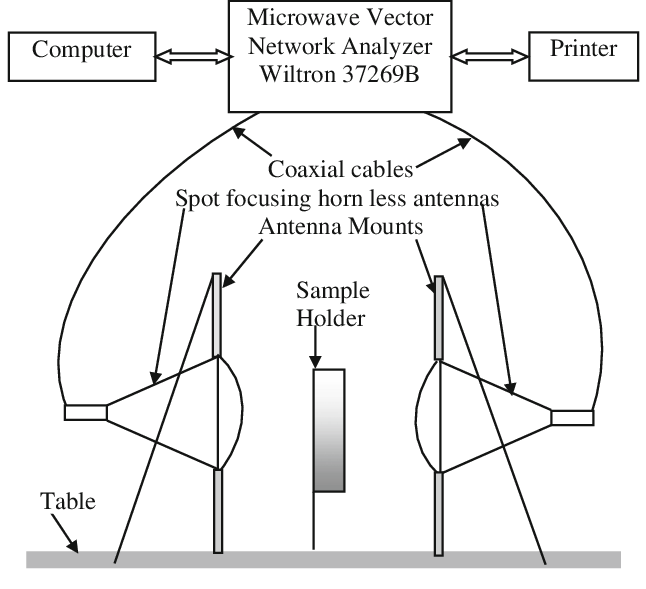 Computer
Microwave Vector
Network Analyzer
Wiltron 37269B
Printer
Coaxial cables
Spot focusing horn less antennas
Antenna Mounts
Sample
Holder
Table